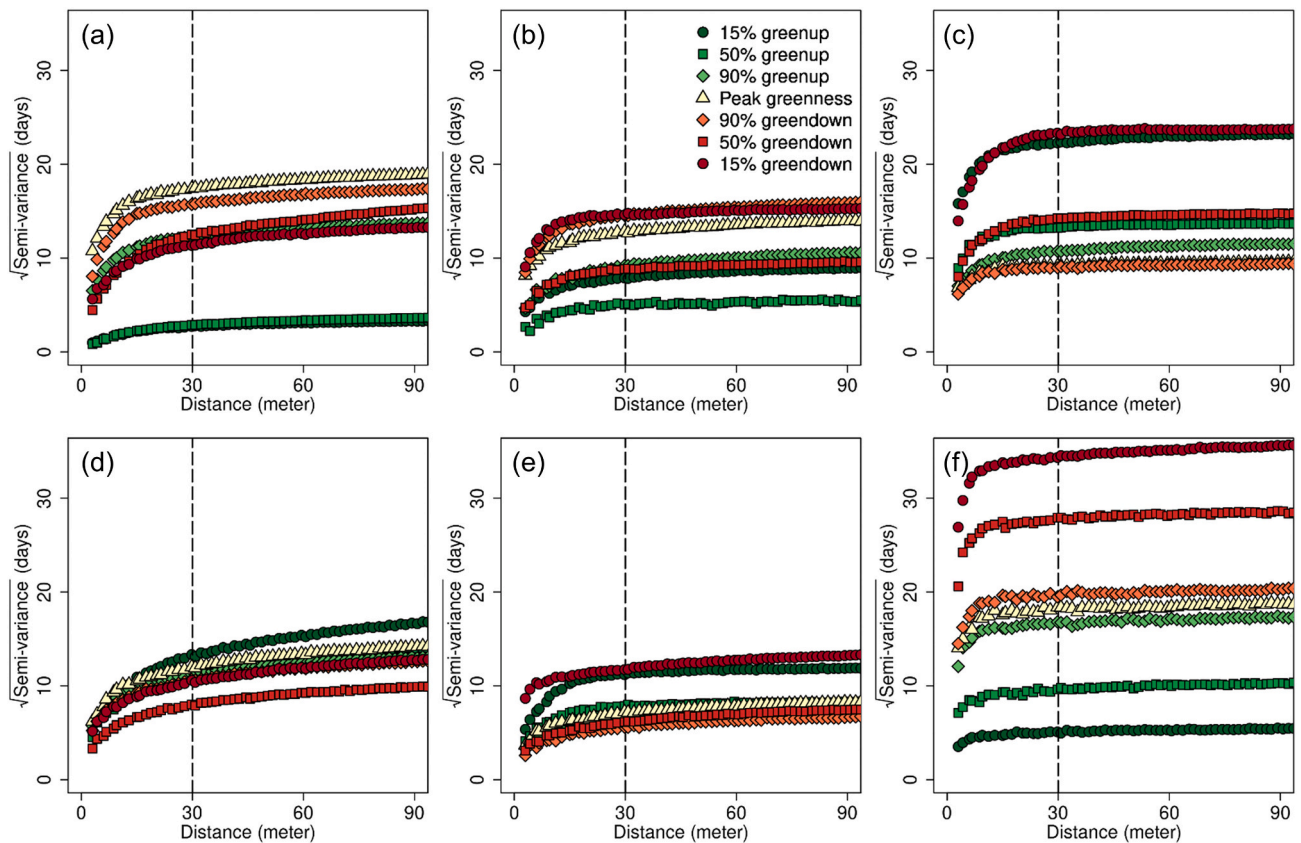 (a)
√Semi-variance (days)
0 10 20 30
0 30 60 90
Distance (meter)
(b)
15% greenup
50% greenup
90% greenup
Peak greenness
90% greendown
50% greendown
15% greendown
√Semi-variance (days)
0 10 20 30
0 30 60 90
Distance (meter)
(c)
√Semi-variance (days)
0 10 20 30
0 30 60 90
Distance (meter)
(d)
√Semi-variance (days)
0 10 20 30
0 30 60 90
Distance (meter)
(e)
√Semi-variance (days)
0 10 20 30
0 30 60 90
Distance (meter)
(f)
√Semi-variance (days)
0 10 20 30
0 30 60 90
Distance (meter)